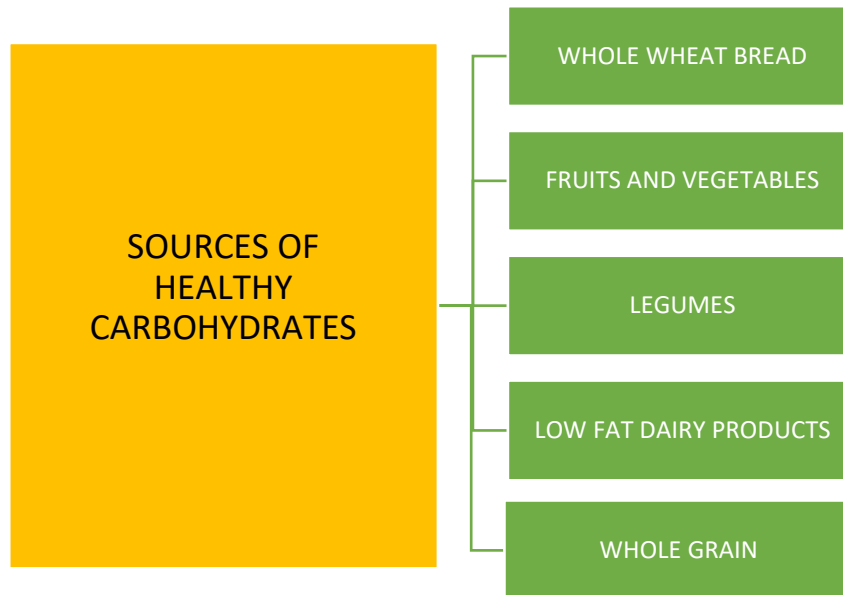 SOURCES OF
HEALTHY
CARBOHYDRATES
WHOLE WHEAT BREAD
FRUITS AND VEGETABLES
LEGUMES
LOW FAT DAIRY PRODUCTS
WHOLE GRAIN